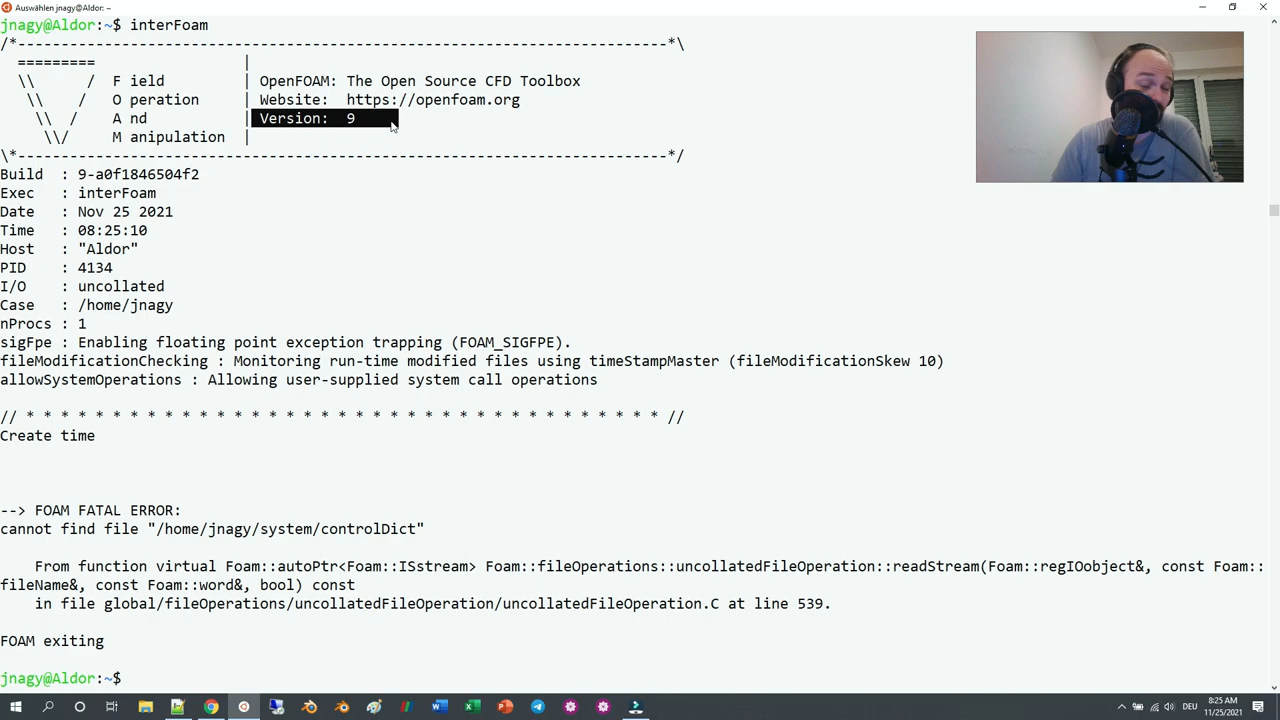 Auswählen jnagy@Aldor: ~
jnagy@Aldor:~$ interFoam
/*---------------------------------------------------------------------------*\
  =========                 |
  \\      /  F ield         | OpenFOAM: The Open Source CFD Toolbox
   \\    /   O peration     | Website:  https://openfoam.org
    \\  /    A nd           | Version:  9
     \\/     M anipulation  |
\*---------------------------------------------------------------------------*/
Build  : 9-a0f1846504f2
Exec   : interFoam
Date   : Nov 25 2021
Time   : 08:25:10
Host   : "Aldor"
PID    : 4134
I/O    : uncollated
Case   : /home/jnagy
nProcs : 1
sigFpe : Enabling floating point exception trapping (FOAM_SIGFPE).
fileModificationChecking : Monitoring run-time modified files using timeStampMaster (fileModificationSkew 10)
allowSystemOperations : Allowing user-supplied system call operations
// * * * * * * * * * * * * * * * * * * * * * * * * * * * * * * * * * * * * * //
Create time
--> FOAM FATAL ERROR:
cannot find file "/home/jnagy/system/controlDict"
    From function virtual Foam::autoPtr<Foam::ISstream> Foam::fileOperations::uncollatedFileOperation::readStream(Foam::regIOobject&, const Foam::
fileName&, const Foam::word&, bool) const
    in file global/fileOperations/uncollatedFileOperation/uncollatedFileOperation.C at line 539.
FOAM exiting
jnagy@Aldor:~$
DEU
8:25 AM
11/25/2021